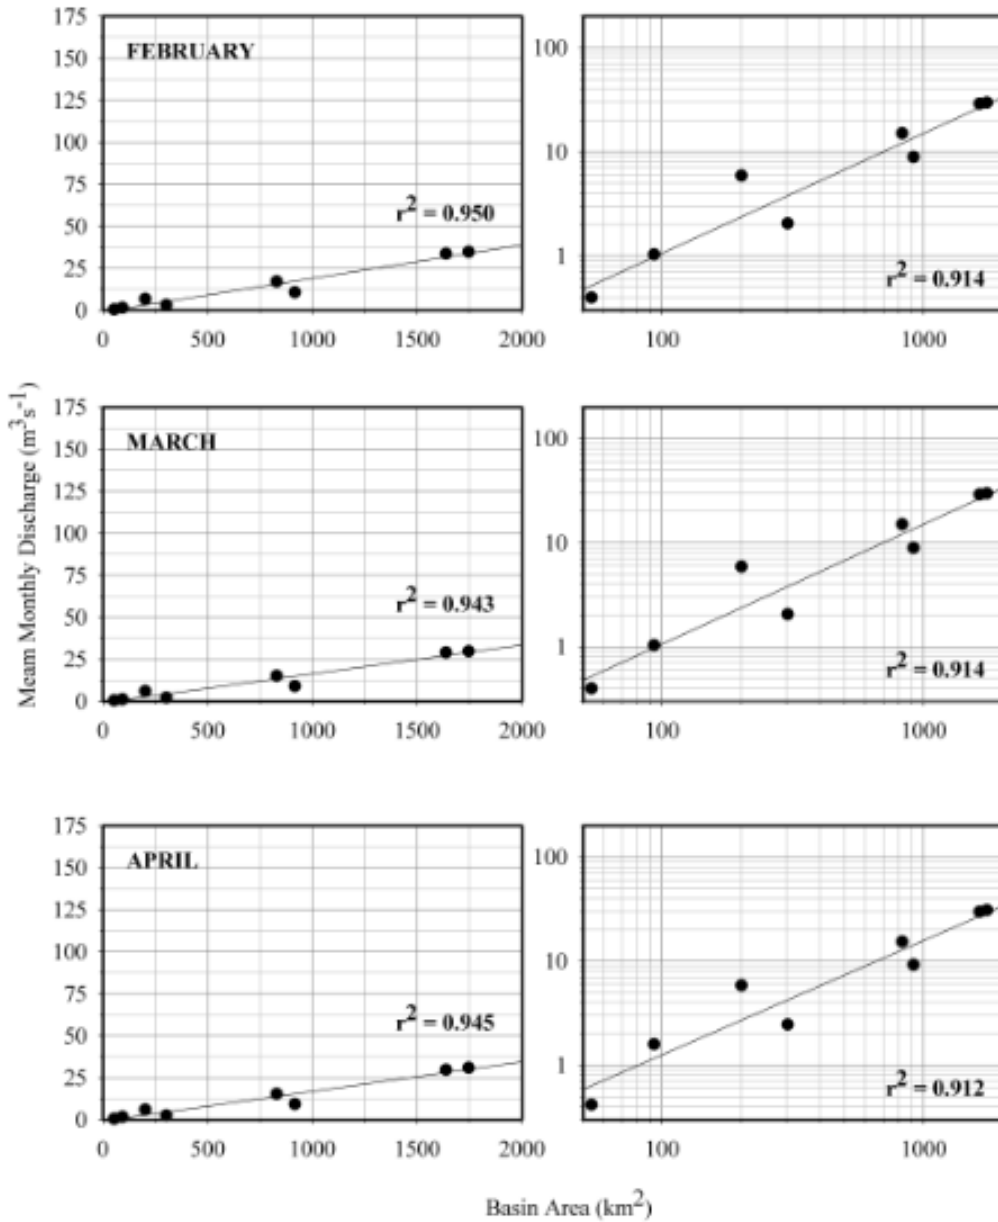 175
150
125
100
75
50
25
0
FEBRUARY
r² = 0.950
0 500 1000 1500 2000
100
10
1
r² = 0.914
100 1000
Meam Monthly Discharge (m³s⁻¹)
175
150
125
100
75
50
25
0
MARCH
r² = 0.943
0 500 1000 1500 2000
100
10
1
r² = 0.914
100 1000
175
150
125
100
75
50
25
0
APRIL
r² = 0.945
0 500 1000 1500 2000
100
10
1
r² = 0.912
100 1000
Basin Area (km²)